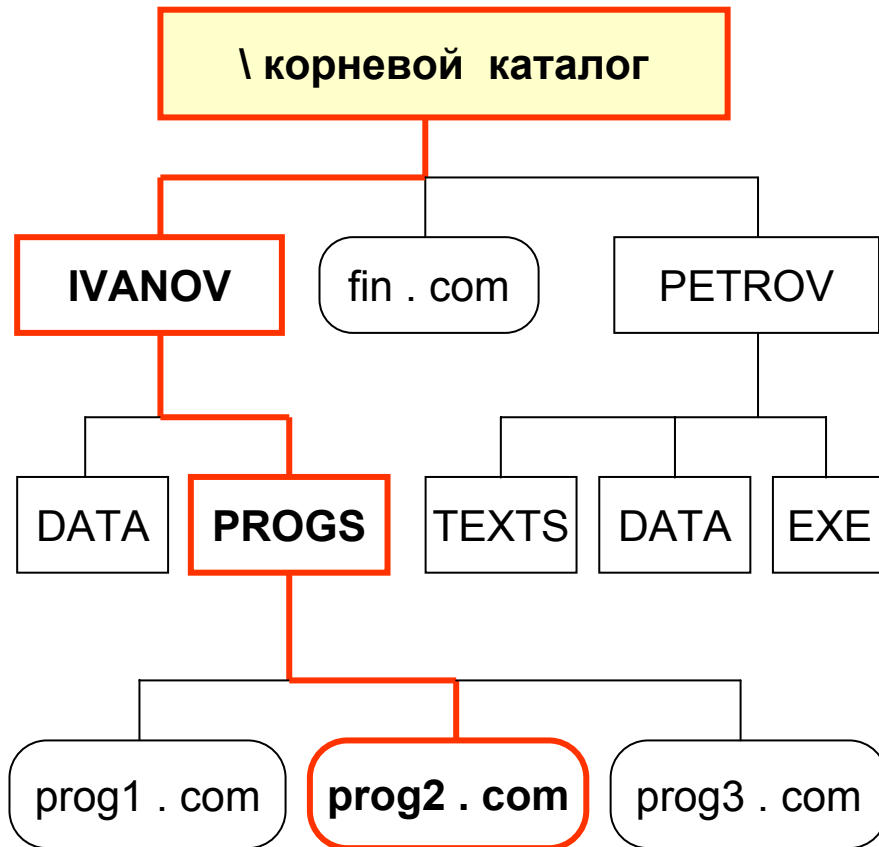 \ корневой каталог
IVANOV
fin . com
PETROV
DATA
PROGS
TEXTS
DATA
EXE
prog1 . com
prog2 . com
prog3 . com